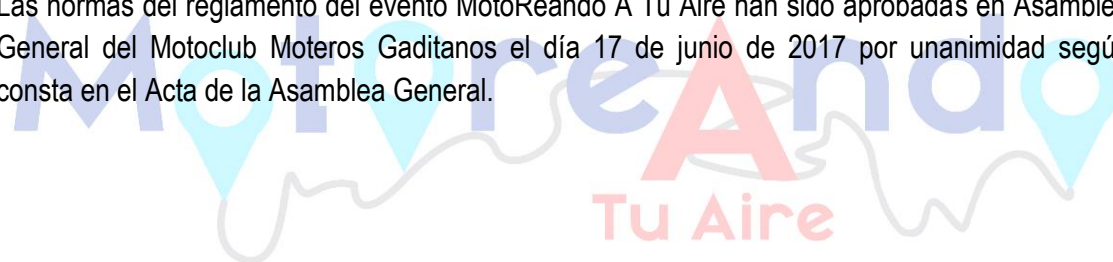 Las normas del reglamento del evento MotoReando A Tu Aire han sido aprobadas en Asamble
General del Motoclub Moteros Gaditanos el día 17 de junio de 2017 por unanimidad segú
consta en el Acta de la Asamblea General.
MotoreAndo
Tu Aire